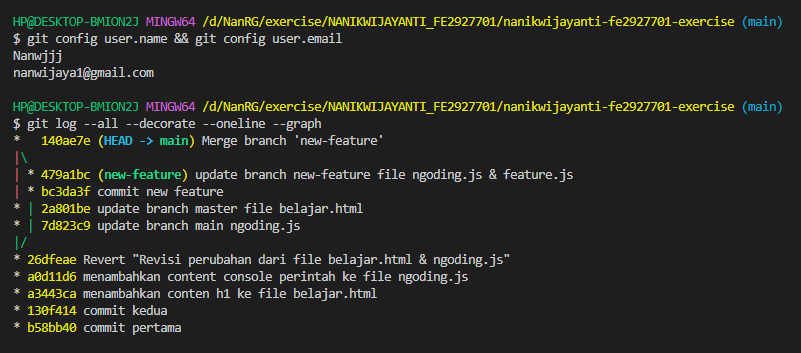 HP@DESKTOP-BMION2J MINGW64 /d/NanRG/exercise/NANIKWIJAYANTI_FE2927701/nanikwijayanti-fe2927701-exercise (main)
$ git config user.name && git config user.email
Nanwjjj
nanwijaya1@gmail.com
HP@DESKTOP-BMION2J MINGW64 /d/NanRG/exercise/NANIKWIJAYANTI_FE2927701/nanikwijayanti-fe2927701-exercise (main)
$ git log --all --decorate --oneline --graph
*   140ae7e (HEAD -> main) Merge branch 'new-feature'
|\
| * 479a1bc (new-feature) update branch new-feature file ngoding.js & feature.js
| * bc3da3f commit new feature
* | 2a801be update branch master file belajar.html
* | 7d823c9 update branch main ngoding.js
|/
* 26dfeae Revert "Revisi perubahan dari file belajar.html & ngoding.js"
* a0d11d6 menambahkan content console perintah ke file ngoding.js
* a3443ca menambahkan conten h1 ke file belajar.html
* 130f414 commit kedua
* b58bb40 commit pertama